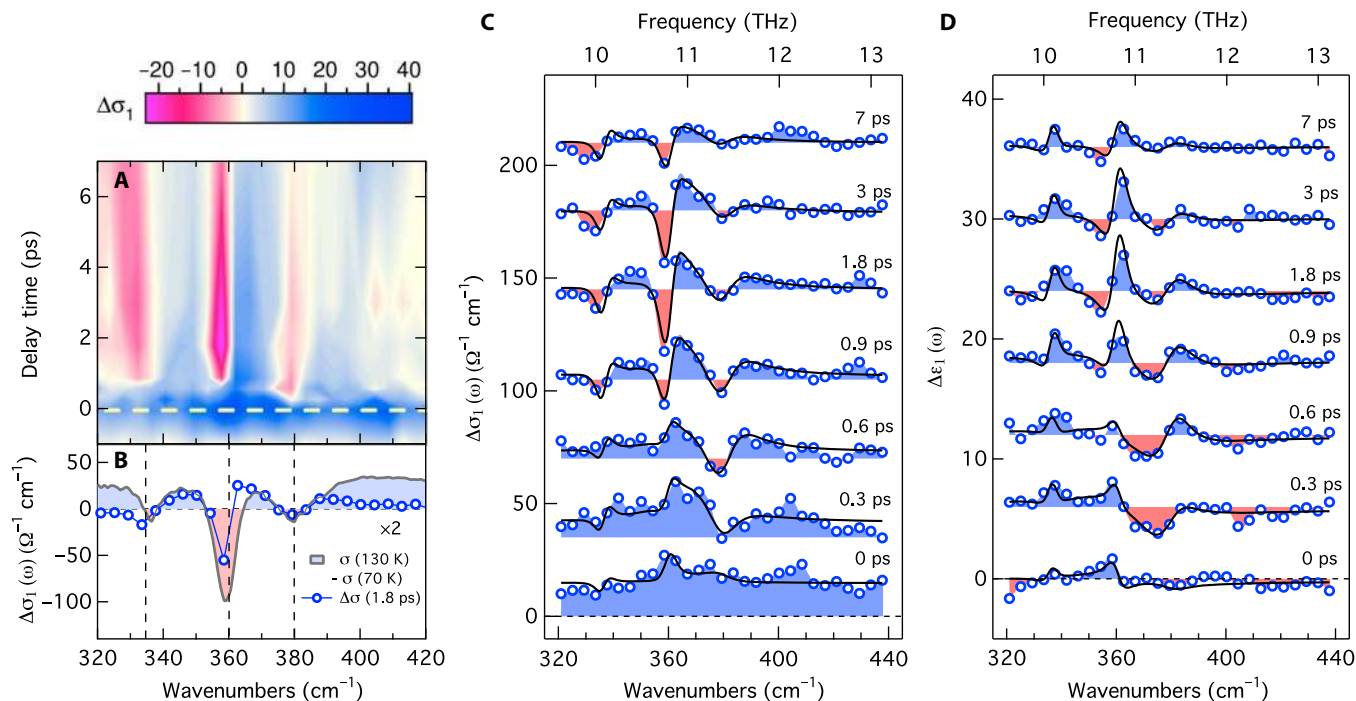 −20 −10 0 10 20 30 40
Δσ1
A
6
4
2
0
Delay time (ps)
B
50
0
−50
−100
Δσ1 (ω) (Ω−1 cm−1)
×2
σ (130 K)
- σ (70 K)
Δσ (1.8 ps)
320 340 360 380 400 420
Wavenumbers (cm−1)
C
Frequency (THz)
10 11 12 13
200
150
100
50
0
Δσ1 (ω) (Ω−1 cm−1)
7 ps
3 ps
1.8 ps
0.9 ps
0.6 ps
0.3 ps
0 ps
320 360 400 440
Wavenumbers (cm−1)
D
Frequency (THz)
10 11 12 13
40
30
20
10
0
Δε1 (ω)
7 ps
3 ps
1.8 ps
0.9 ps
0.6 ps
0.3 ps
0 ps
320 360 400 440
Wavenumbers (cm−1)